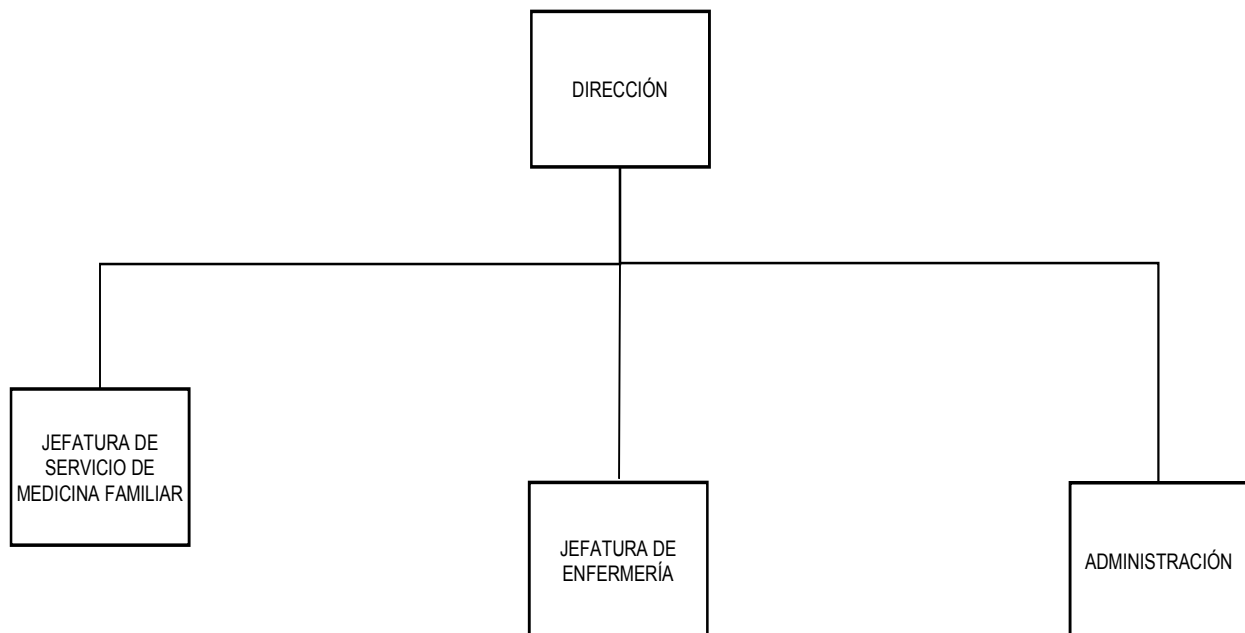 DIRECCIÓN
JEFATURA DE
SERVICIO DE
MEDICINA FAMILIAR
JEFATURA DE
ENFERMERÍA
ADMINISTRACIÓN